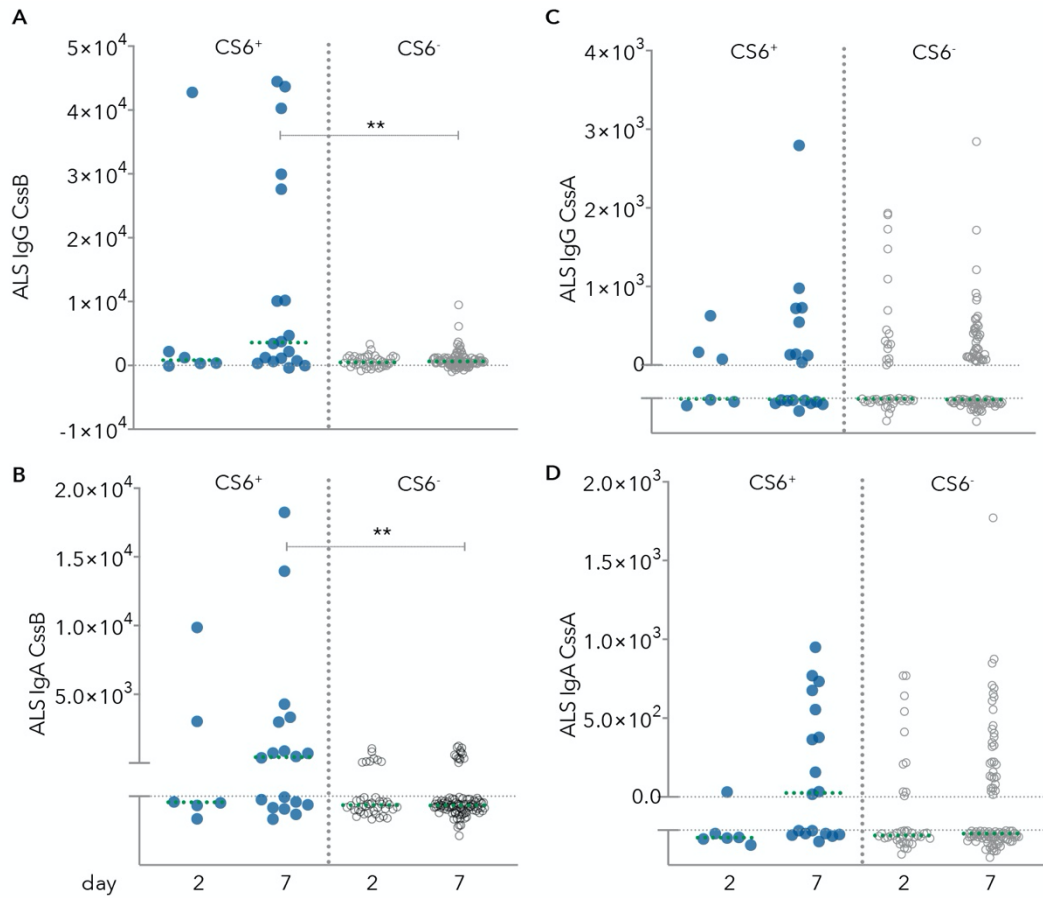 A
CS6⁺ CS6⁻
5×10⁴
4×10⁴
3×10⁴
2×10⁴
1×10⁴
0
-1×10⁴
ALS IgG CssB
**
C
CS6⁺ CS6⁻
4×10³
3×10³
2×10³
1×10³
0
ALS IgG CssA
B
CS6⁺ CS6⁻
2.0×10⁴
1.5×10⁴
1.0×10⁴
5.0×10³
ALS IgA CssB
**
day 2 7 2 7
D
CS6⁺ CS6⁻
2.0×10³
1.5×10³
1.0×10³
5.0×10²
0.0
ALS IgA CssA
2 7 2 7